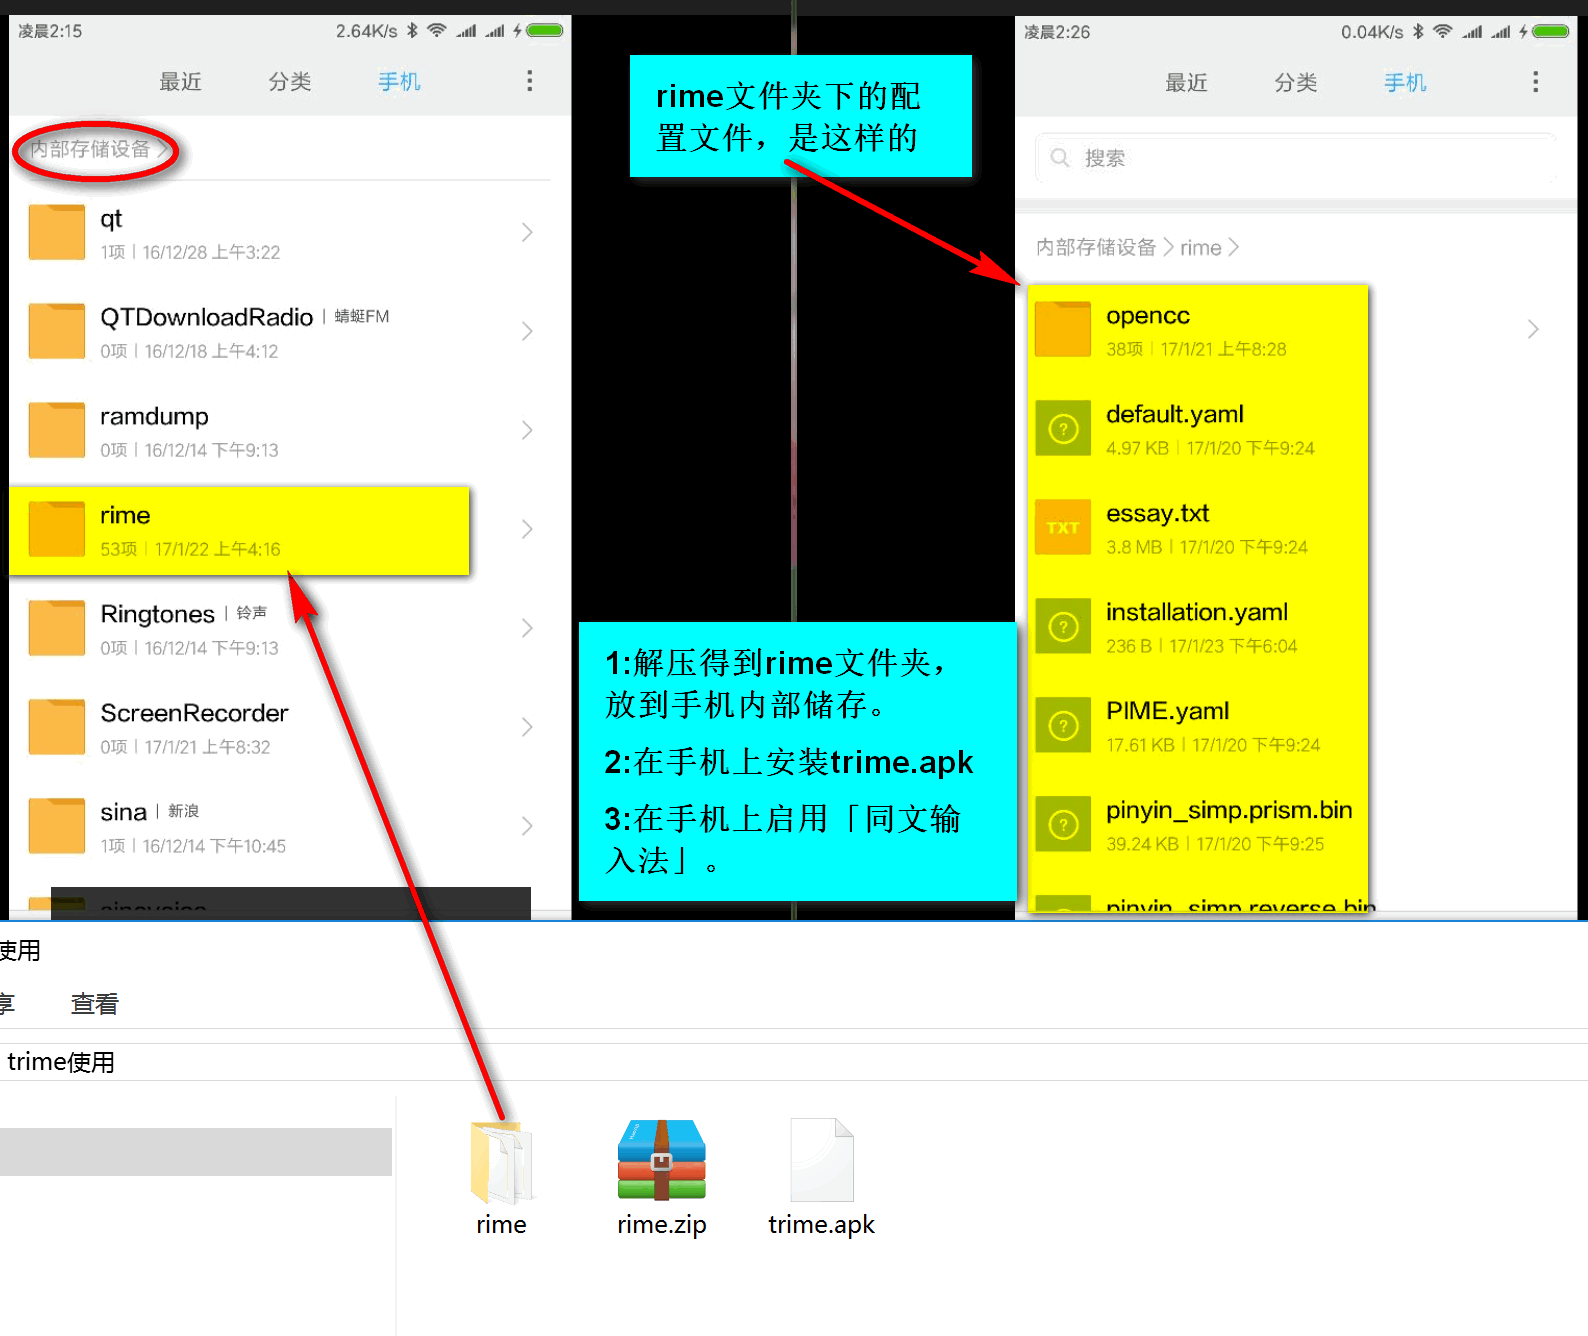 凌晨2:15
2.64K/s
最近 分类 手机
内部存储设备
qt
1项 | 16/12/28 上午3:22
QTDownloadRadio | 蜻蜓FM
0项 | 16/12/18 上午4:12
ramdump
0项 | 16/12/14 下午9:13
rime
53项 | 17/1/22 上午4:16
Ringtones | 铃声
0项 | 16/12/14 下午9:13
ScreenRecorder
0项 | 17/1/21 上午8:32
sina | 新浪
1项 | 16/12/14 下午10:45
rime文件夹下的配
置文件，是这样的
1:解压得到rime文件夹，
放到手机内部储存。
2:在手机上安装trime.apk
3:在手机上启用「同文输
入法」。
凌晨2:26
0.04K/s
最近 分类 手机
搜索
内部存储设备 > rime >
opencc
38项 | 17/1/21 上午8:28
default.yaml
4.97 KB | 17/1/20 下午9:24
TXT
essay.txt
3.8 MB | 17/1/20 下午9:24
installation.yaml
236 B | 17/1/23 下午6:04
PIME.yaml
17.61 KB | 17/1/20 下午9:24
pinyin_simp.prism.bin
39.24 KB | 17/1/20 下午9:25
pinyin_simp.reverse.bin
使用
享 查看
trime使用
rime
rime.zip
trime.apk